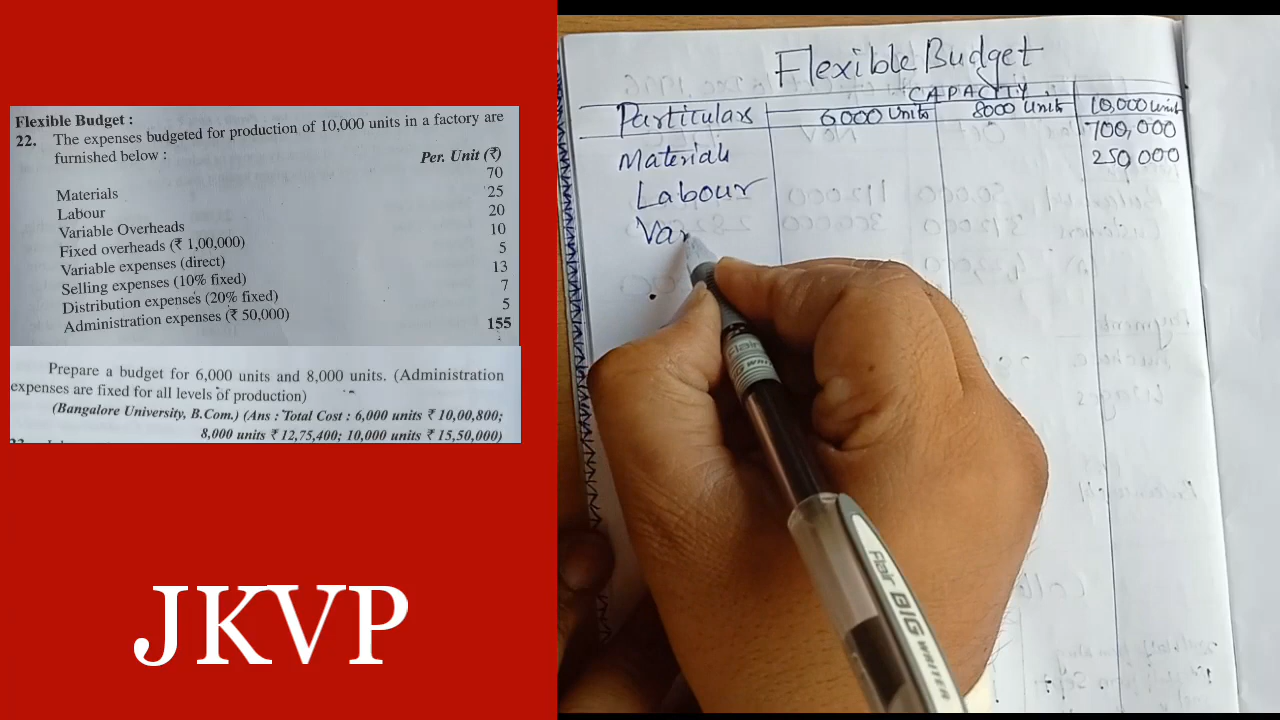 Flexible Budget :
22. The expenses budgeted for production of 10,000 units in a factory are
furnished below :
Per. Unit (₹)
Materials 70
Labour 25
Variable Overheads 20
Fixed overheads (₹ 1,00,000) 10
Variable expenses (direct) 5
Selling expenses (10% fixed) 13
Distribution expenses (20% fixed) 7
Administration expenses (₹ 50,000) 5
155
Prepare a budget for 6,000 units and 8,000 units. (Administration
expenses are fixed for all levels of production)
(Bangalore University, B.Com.) (Ans : Total Cost : 6,000 units ₹ 10,00,800;
8,000 units ₹ 12,75,400; 10,000 units ₹ 15,50,000)
JKVP
Flexible Budget
CAPACITY
Particulars 6000 Units 8000 Units 10,000 unit
700,000
Materials 250,000
Labour
Var
Flair BIG WRITER